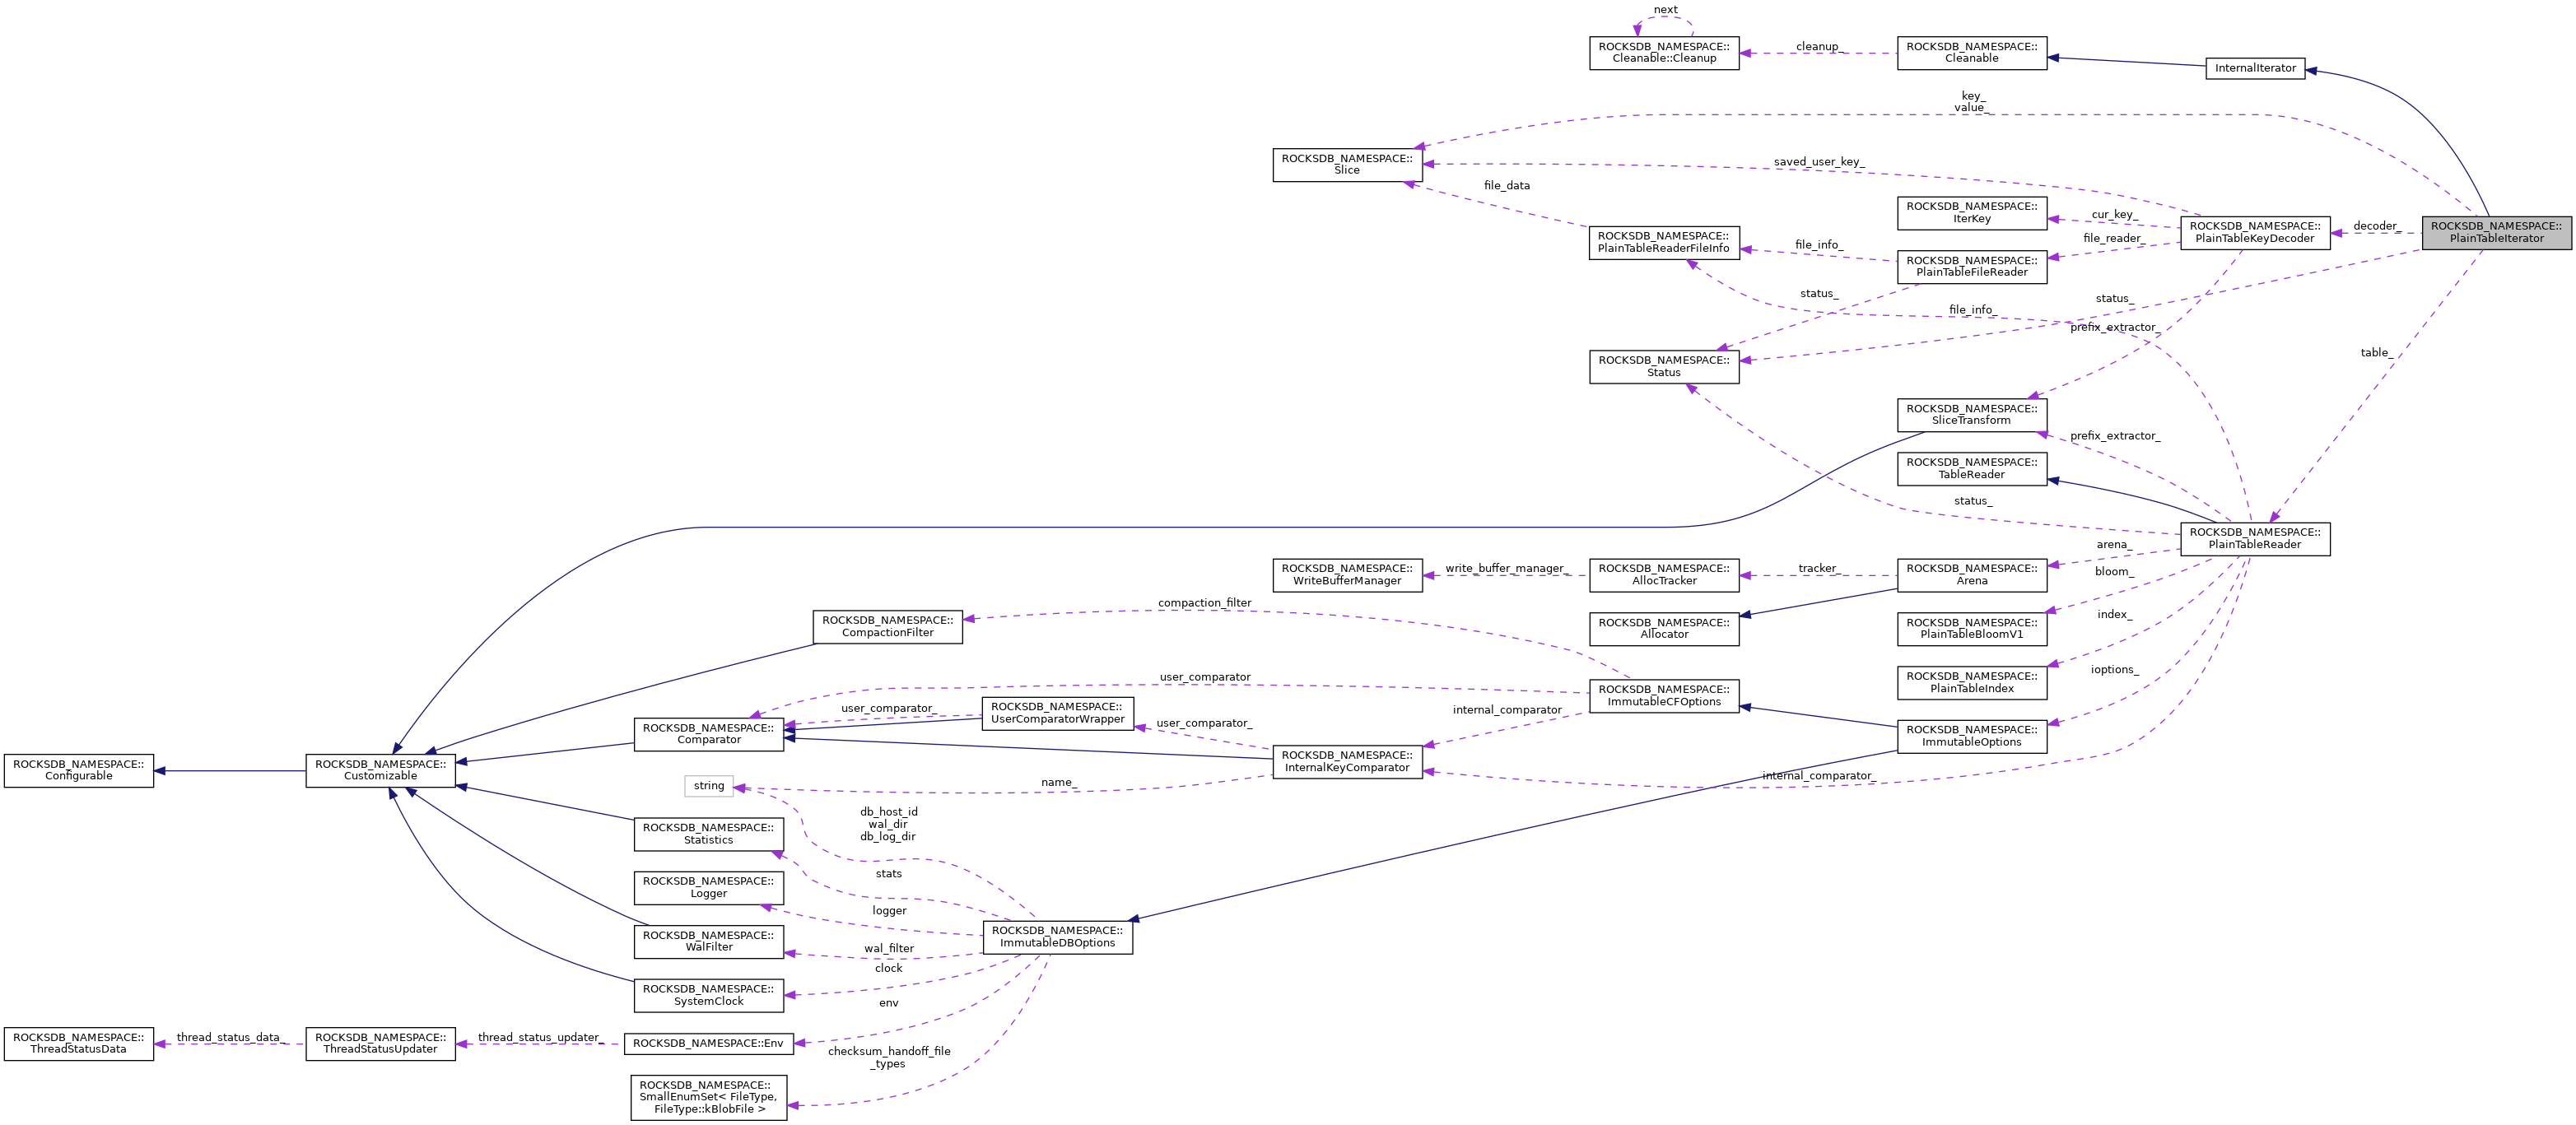 next
ROCKSDB_NAMESPACE::
Cleanable::Cleanup
cleanup_
ROCKSDB_NAMESPACE::
Cleanable
InternalIterator
key_
value_
ROCKSDB_NAMESPACE::
Slice
saved_user_key_
file_data
ROCKSDB_NAMESPACE::
IterKey
cur_key_
ROCKSDB_NAMESPACE::
PlainTableKeyDecoder
decoder_
ROCKSDB_NAMESPACE::
PlainTableIterator
ROCKSDB_NAMESPACE::
PlainTableReaderFileInfo
file_info_
file_reader_
ROCKSDB_NAMESPACE::
PlainTableFileReader
status_
status_
file_info_
prefix_extractor_
table_
ROCKSDB_NAMESPACE::
Status
ROCKSDB_NAMESPACE::
SliceTransform
prefix_extractor_
ROCKSDB_NAMESPACE::
TableReader
status_
ROCKSDB_NAMESPACE::
PlainTableReader
arena_
ROCKSDB_NAMESPACE::
WriteBufferManager
write_buffer_manager_
ROCKSDB_NAMESPACE::
AllocTracker
tracker_
ROCKSDB_NAMESPACE::
Arena
bloom_
compaction_filter
ROCKSDB_NAMESPACE::
CompactionFilter
ROCKSDB_NAMESPACE::
Allocator
ROCKSDB_NAMESPACE::
PlainTableBloomV1
index_
ROCKSDB_NAMESPACE::
PlainTableIndex
ioptions_
user_comparator
ROCKSDB_NAMESPACE::
ImmutableCFOptions
user_comparator_
ROCKSDB_NAMESPACE::
UserComparatorWrapper
internal_comparator
user_comparator_
ROCKSDB_NAMESPACE::
Comparator
ROCKSDB_NAMESPACE::
ImmutableOptions
ROCKSDB_NAMESPACE::
Configurable
ROCKSDB_NAMESPACE::
Customizable
ROCKSDB_NAMESPACE::
InternalKeyComparator
internal_comparator_
string
name_
db_host_id
wal_dir
db_log_dir
ROCKSDB_NAMESPACE::
Statistics
stats
ROCKSDB_NAMESPACE::
Logger
logger
ROCKSDB_NAMESPACE::
ImmutableDBOptions
ROCKSDB_NAMESPACE::
WalFilter
wal_filter
clock
ROCKSDB_NAMESPACE::
SystemClock
env
ROCKSDB_NAMESPACE::
ThreadStatusData
thread_status_data_
ROCKSDB_NAMESPACE::
ThreadStatusUpdater
thread_status_updater_
ROCKSDB_NAMESPACE::Env
checksum_handoff_file
_types
ROCKSDB_NAMESPACE::
SmallEnumSet< FileType,
FileType::kBlobFile >